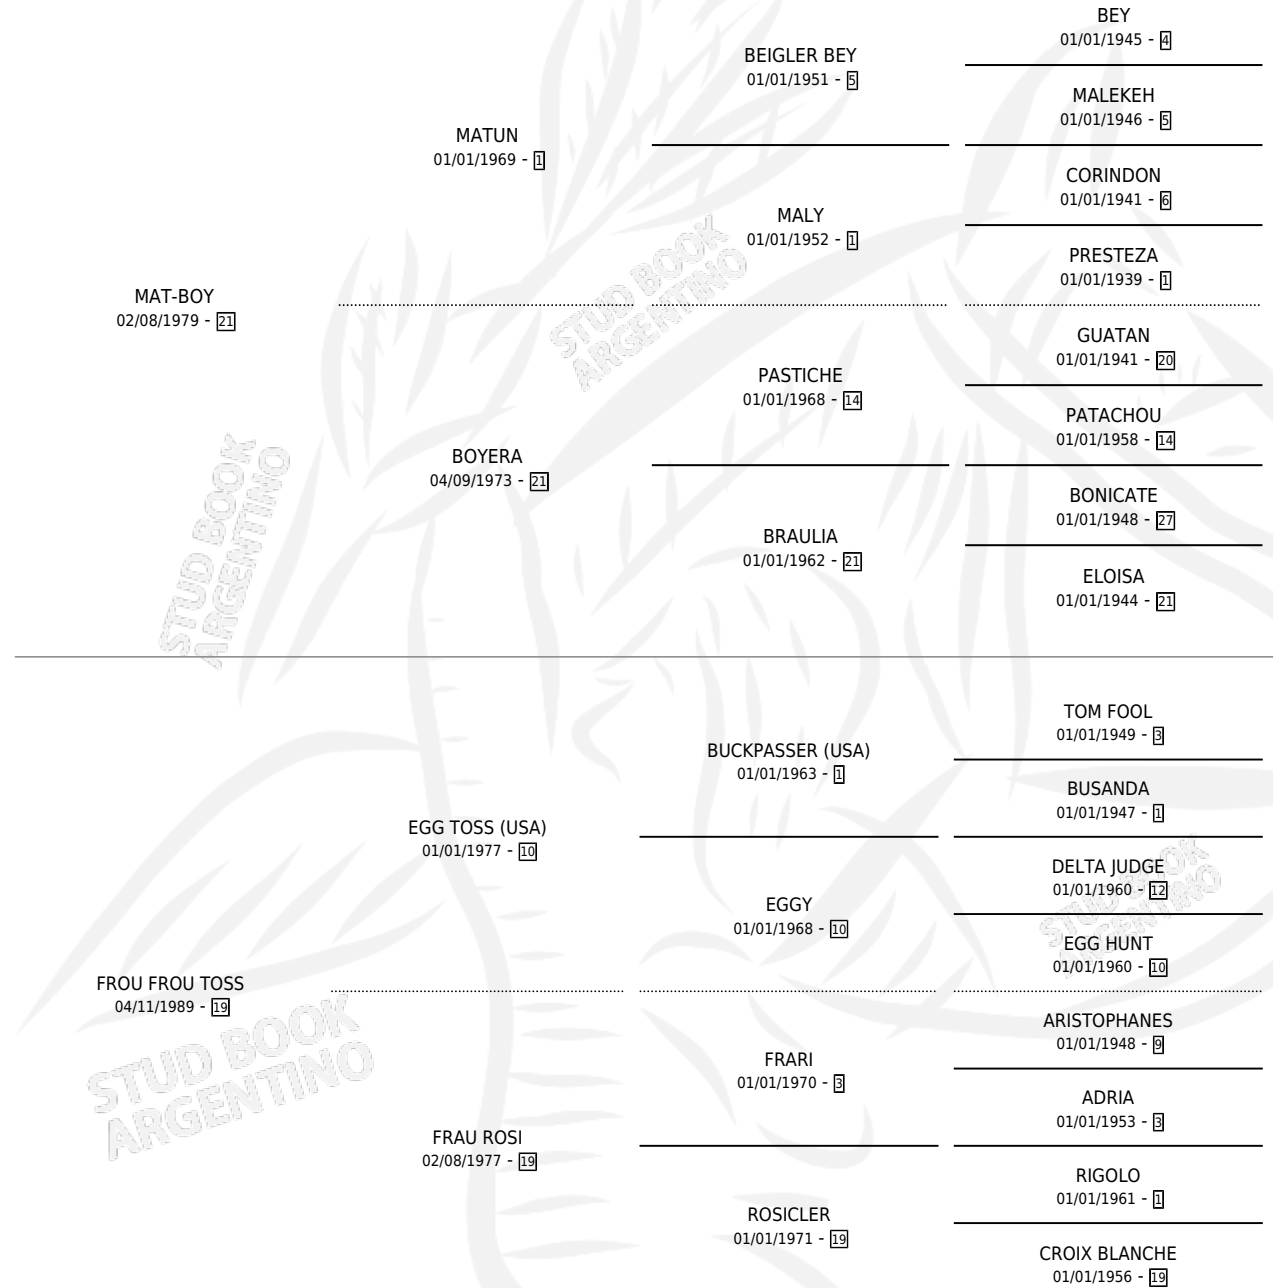 BEY
01/01/1945 - 4
BEIGLER BEY
01/01/1951 - 5
MALEKEH
01/01/1946 - 5
MATUN
01/01/1969 - 1
CORINDON
01/01/1941 - 6
MALY
01/01/1952 - 1
PRESTEZA
01/01/1939 - 1
MAT-BOY
02/08/1979 - 21
GUATAN
01/01/1941 - 20
PASTICHE
01/01/1968 - 14
PATACHOU
01/01/1958 - 14
BOYERA
04/09/1973 - 21
BONICATE
01/01/1948 - 27
BRAULIA
01/01/1962 - 21
ELOISA
01/01/1944 - 21
STUD BOOK
ARGENTINO
STUD BOOK
ARGENTINO
TOM FOOL
01/01/1949 - 3
BUCKPASSER (USA)
01/01/1963 - 1
BUSANDA
01/01/1947 - 1
EGG TOSS (USA)
01/01/1977 - 10
DELTA JUDGE
01/01/1960 - 12
EGGY
01/01/1968 - 10
EGG HUNT
01/01/1960 - 10
FROU FROU TOSS
04/11/1989 - 19
ARISTOPHANES
01/01/1948 - 9
FRARI
01/01/1970 - 3
ADRIA
01/01/1953 - 3
FRAU ROSI
02/08/1977 - 19
RIGOLO
01/01/1961 - 1
ROSICLER
01/01/1971 - 19
CROIX BLANCHE
01/01/1956 - 19
STUD BOOK
ARGENTINO
STUD BOOK
ARGENTINO